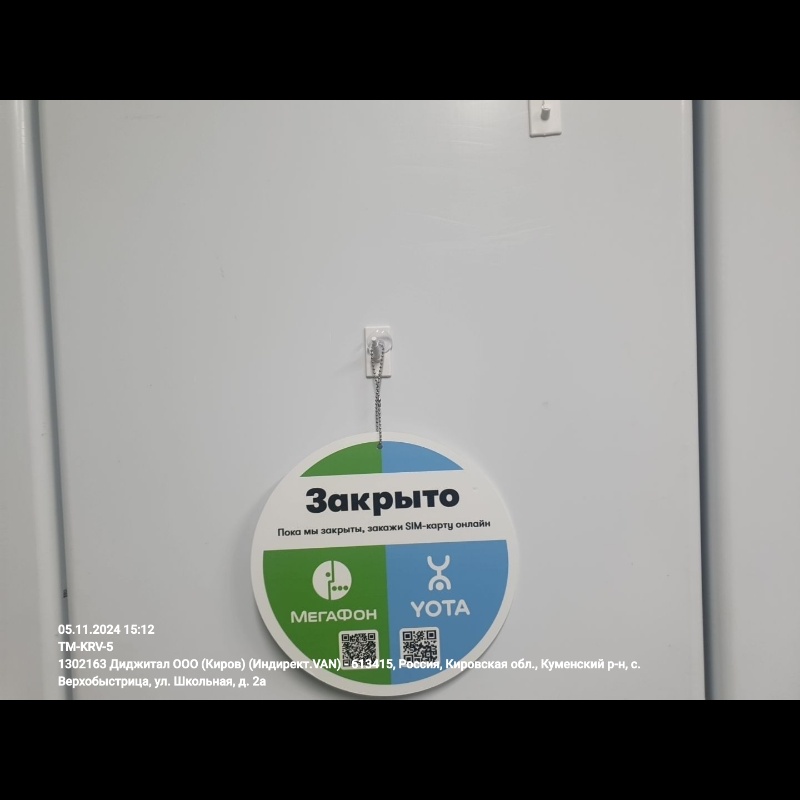 Закрыто
Пока мы закрыты, закажи SIM-карту онлайн
МЕГАФОН
YOTA
05.11.2024 15:12
TM-KRV-5
1302163 Диджитал ООО (Киров) (Индирект.VAN) 613415, Россия, Кировская обл., Куменский р-н, с.
Верхобыстрица, ул. Школьная, д. 2а